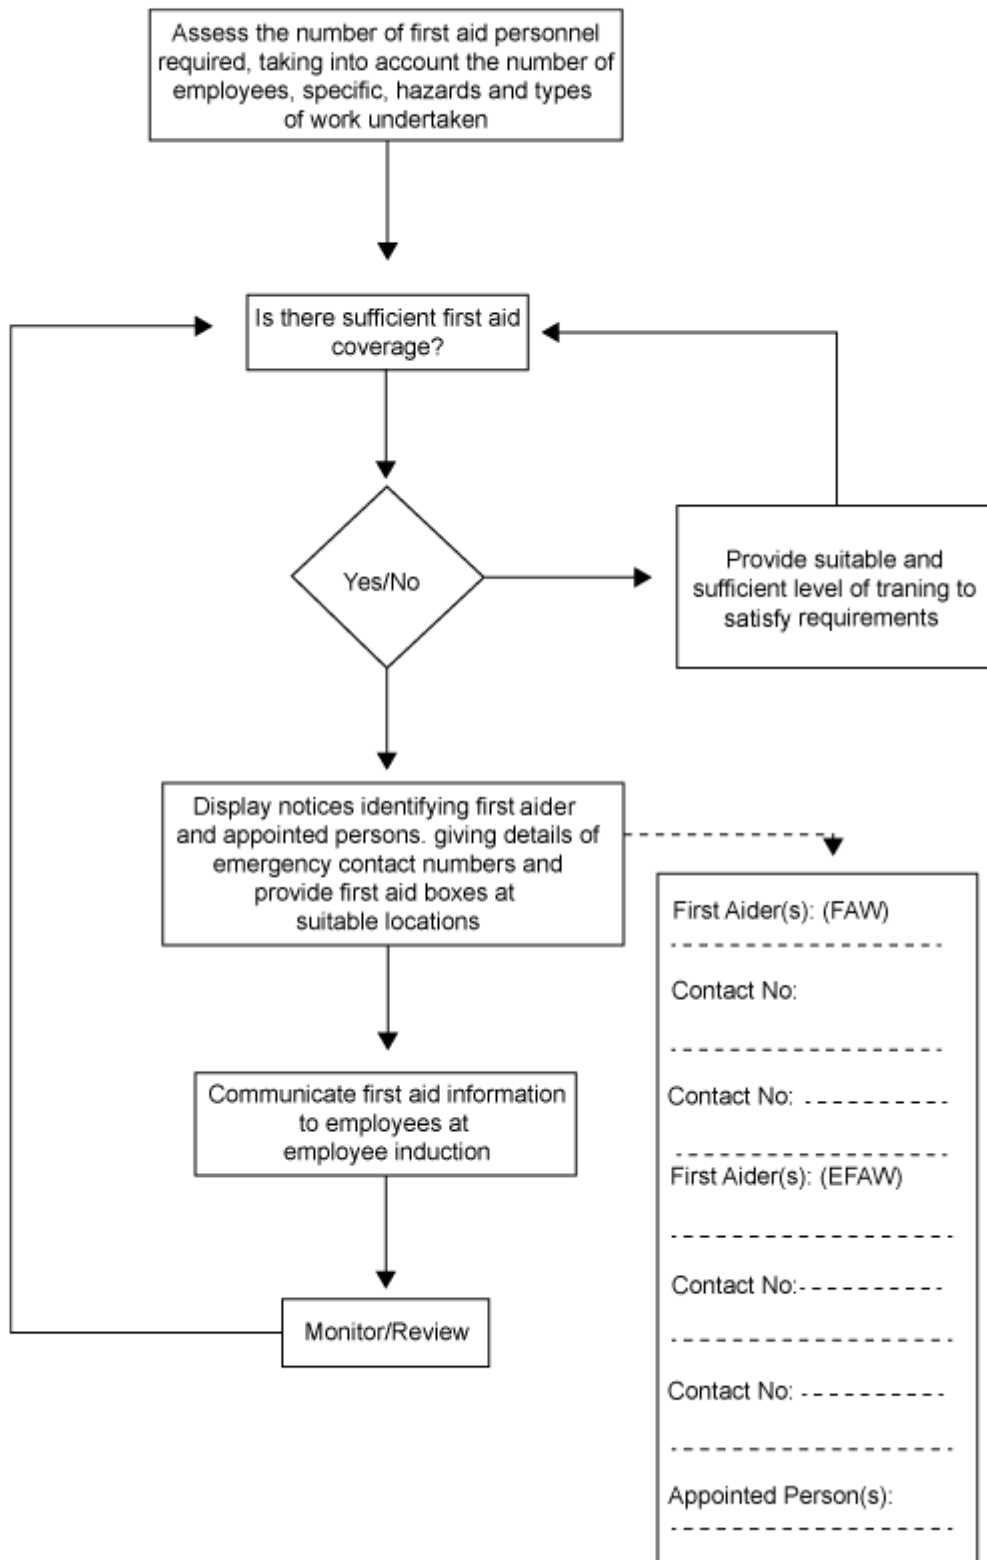 Assess the number of first aid personnel
required, taking into account the number of
employees, specific, hazards and types
of work undertaken
Is there sufficient first aid
coverage?
Yes/No
Provide suitable and
sufficient level of traning to
satisfy requirements
Display notices identifying first aider
and appointed persons. giving details of
emergency contact numbers and
provide first aid boxes at
suitable locations
First Aider(s): (FAW)
Contact No:
Contact No:
First Aider(s): (EFAW)
Contact No:
Contact No:
Appointed Person(s):
Communicate first aid information
to employees at
employee induction
Monitor/Review